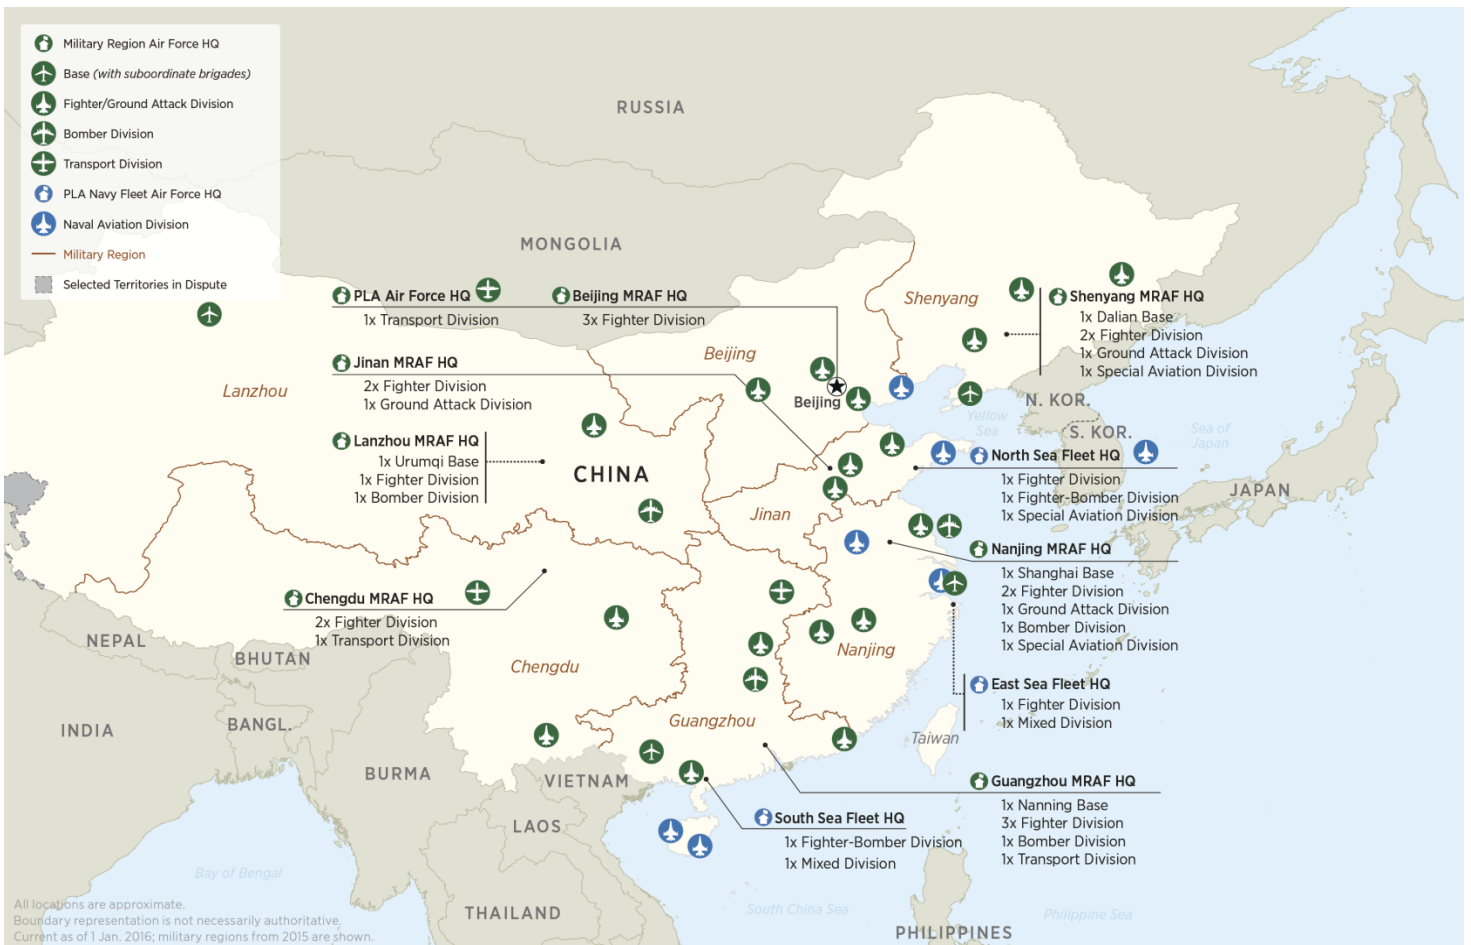 Military Region Air Force HQ
Base (with suboordinate brigades)
Fighter/Ground Attack Division
Bomber Division
Transport Division
PLA Navy Fleet Air Force HQ
Naval Aviation Division
Military Region
Selected Territories in Dispute
RUSSIA
MONGOLIA
PLA Air Force HQ
1x Transport Division
Beijing MRAF HQ
3x Fighter Division
Shenyang
Shenyang MRAF HQ
1x Dalian Base
2x Fighter Division
1x Ground Attack Division
1x Special Aviation Division
Jinan MRAF HQ
2x Fighter Division
1x Ground Attack Division
Beijing
Lanzhou
Beijing
N. KOR.
Yellow
Sea
S. KOR.
Sea of
Japan
Lanzhou MRAF HQ
1x Urumqi Base
1x Fighter Division
1x Bomber Division
CHINA
North Sea Fleet HQ
1x Fighter Division
1x Fighter-Bomber Division
1x Special Aviation Division
JAPAN
Jinan
Nanjing MRAF HQ
1x Shanghai Base
2x Fighter Division
1x Ground Attack Division
1x Bomber Division
1x Special Aviation Division
Chengdu MRAF HQ
2x Fighter Division
1x Transport Division
NEPAL
BHUTAN
Chengdu
Nanjing
East Sea Fleet HQ
1x Fighter Division
1x Mixed Division
INDIA
BANGL.
Guangzhou
Taiwan
BURMA
VIETNAM
Guangzhou MRAF HQ
1x Nanning Base
3x Fighter Division
1x Bomber Division
1x Transport Division
LAOS
South Sea Fleet HQ
1x Fighter-Bomber Division
1x Mixed Division
Bay of Bengal
THAILAND
South China Sea
Philippine Sea
PHILIPPINES
All locations are approximate.
Boundary representation is not necessarily authoritative.
Current as of 1 Jan. 2016; military regions from 2015 are shown.